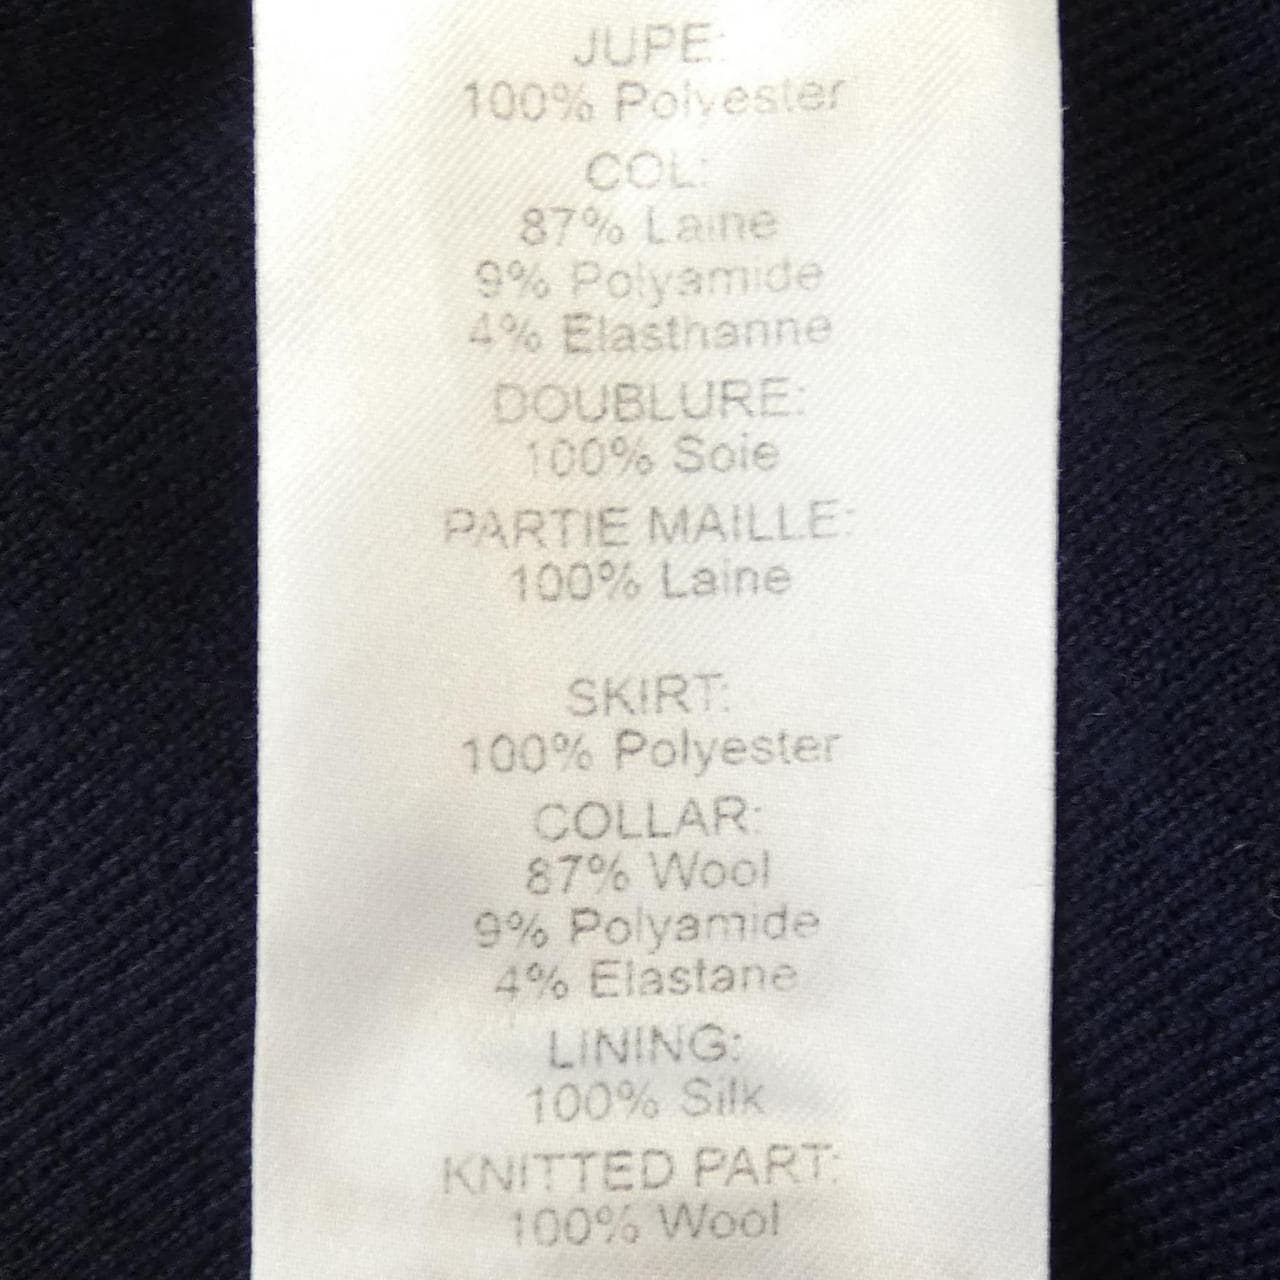 JUPE:
100% Polyester
COL:
87% Laine
9% Polyamide
4% Elasthanne
DOUBLURE:
100% Soie
PARTIE MAILLE:
100% Laine
SKIRT:
100% Polyester
COLLAR:
87% Wool
9% Polyamide
4% Elastane
LINING:
100% Silk
KNITTED PART:
100% Wool